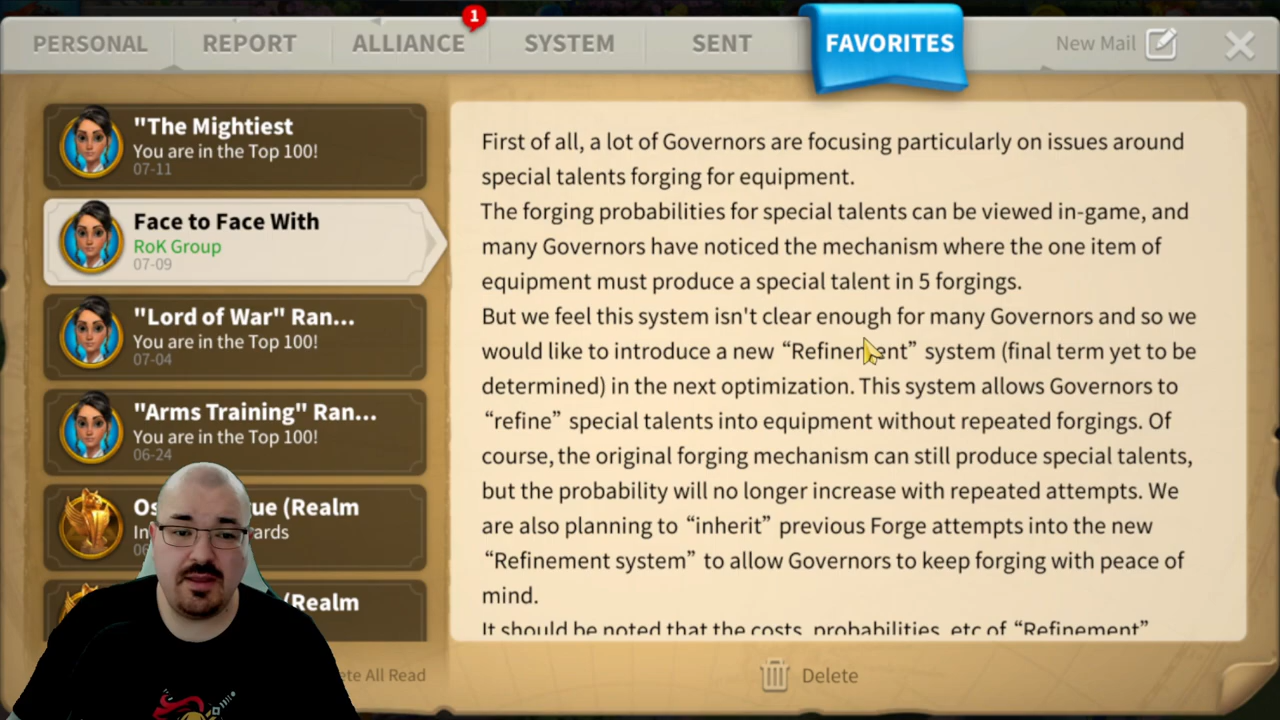 1
PERSONAL
REPORT
ALLIANCE
SYSTEM
SENT
FAVORITES
New Mail
"The Mightiest
You are in the Top 100!
07-11
Face to Face With
RoK Group
07-09
"Lord of War" Ran...
You are in the Top 100!
07-04
"Arms Training" Ran...
You are in the Top 100!
06-24
(Realm
(Realm
All Read
First of all, a lot of Governors are focusing particularly on issues around
special talents forging for equipment.
The forging probabilities for special talents can be viewed in-game, and
many Governors have noticed the mechanism where the one item of
equipment must produce a special talent in 5 forgings.
But we feel this system isn't clear enough for many Governors and so we
would like to introduce a new “Refinement” system (final term yet to be
determined) in the next optimization. This system allows Governors to
“refine” special talents into equipment without repeated forgings. Of
course, the original forging mechanism can still produce special talents,
but the probability will no longer increase with repeated attempts. We
are also planning to “inherit” previous Forge attempts into the new
“Refinement system” to allow Governors to keep forging with peace of
mind.
It should be noted that the costs, probabilities, etc of “Refinement”
Delete